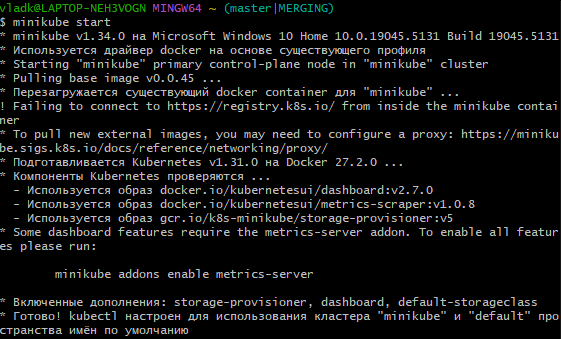 vladk@LAPTOP-NEH3VOGN MINGW64 ~ (master|MERGING)
$ minikube start
* minikube v1.34.0 на Microsoft Windows 10 Home 10.0.19045.5131 Build 19045.5131
* Используется драйвер docker на основе существующего профиля
* Starting "minikube" primary control-plane node in "minikube" cluster
* Pulling base image v0.0.45 ...
* Перезагружается существующий docker container для "minikube" ...
! Failing to connect to https://registry.k8s.io/ from inside the minikube contai
ner
* To pull new external images, you may need to configure a proxy: https://miniku
be.sigs.k8s.io/docs/reference/networking/proxy/
* Подготавливается Kubernetes v1.31.0 на Docker 27.2.0 ...
* Компоненты Kubernetes проверяются ...
  - Используется образ docker.io/kubernetesui/dashboard:v2.7.0
  - Используется образ docker.io/kubernetesui/metrics-scraper:v1.0.8
  - Используется образ gcr.io/k8s-minikube/storage-provisioner:v5
* Some dashboard features require the metrics-server addon. To enable all featur
es please run:
        minikube addons enable metrics-server
* Включенные дополнения: storage-provisioner, dashboard, default-storageclass
* Готово! kubectl настроен для использования кластера "minikube" и "default" про
странства имён по умолчанию